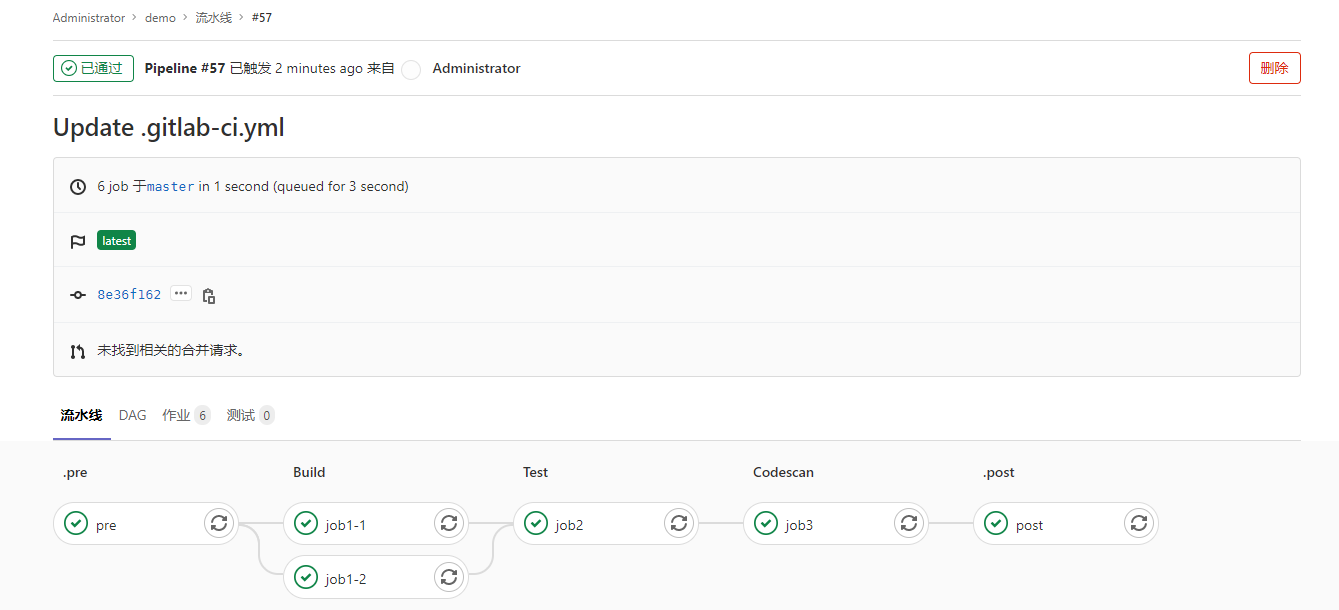 Administrator > demo > 流水线 > #57
已通过 Pipeline #57 已触发 2 minutes ago 来自 Administrator 删除
Update .gitlab-ci.yml
6 job 于master in 1 second (queued for 3 second)
latest
8e36f162 ···
未找到相关的合并请求。
流水线 DAG 作业 6 测试 0
.pre Build Test Codescan .post
pre job1-1 job2 job3 post
job1-2